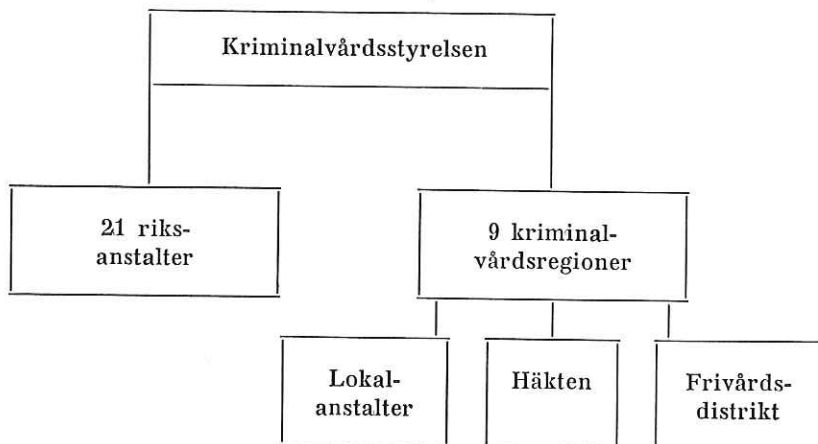 Kriminalvårdsstyrelsen
21 riks-
anstalter
9 kriminal-
vårdsregioner
Lokal-
anstalter
Häkten
Frivårds-
distrikt